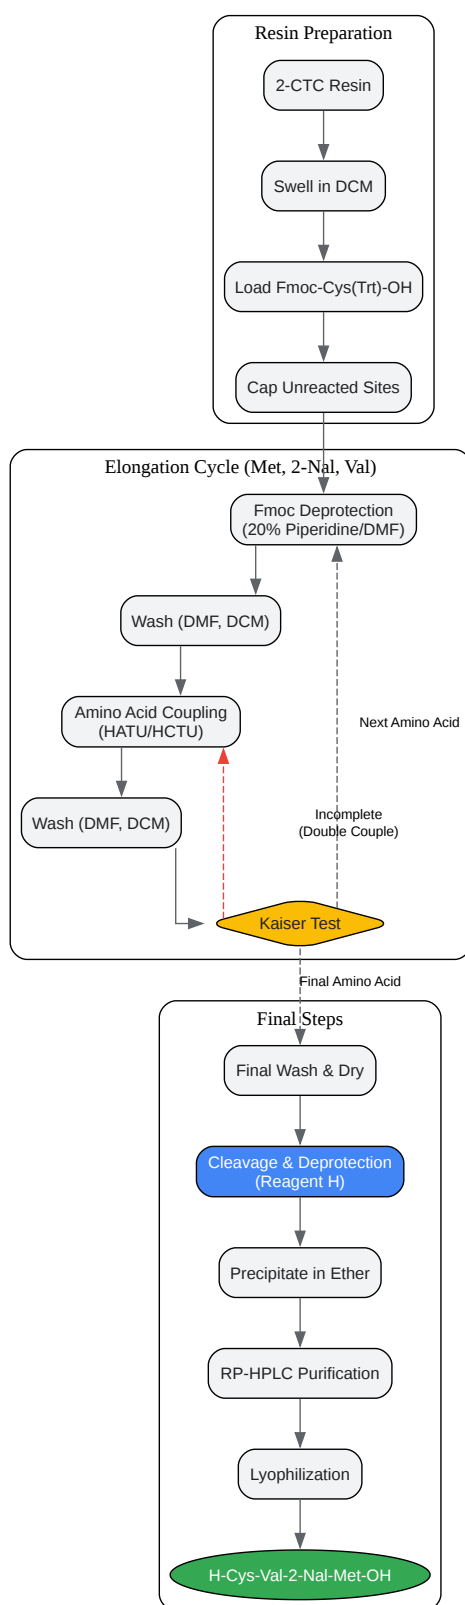 Resin Preparation
2-CTC Resin
Swell in DCM
Load Fmoc-Cys(Trt)-OH
Cap Unreacted Sites
Elongation Cycle (Met, 2-Nal, Val)
Fmoc Deprotection
(20% Piperidine/DMF)
Wash (DMF, DCM)
Amino Acid Coupling
(HATU/HCTU)
Next Amino Acid
Wash (DMF, DCM)
Incomplete
(Double Couple)
Kaiser Test
Final Amino Acid
Final Steps
Final Wash & Dry
Cleavage & Deprotection
(Reagent H)
Precipitate in Ether
RP-HPLC Purification
Lyophilization
H-Cys-Val-2-Nal-Met-OH